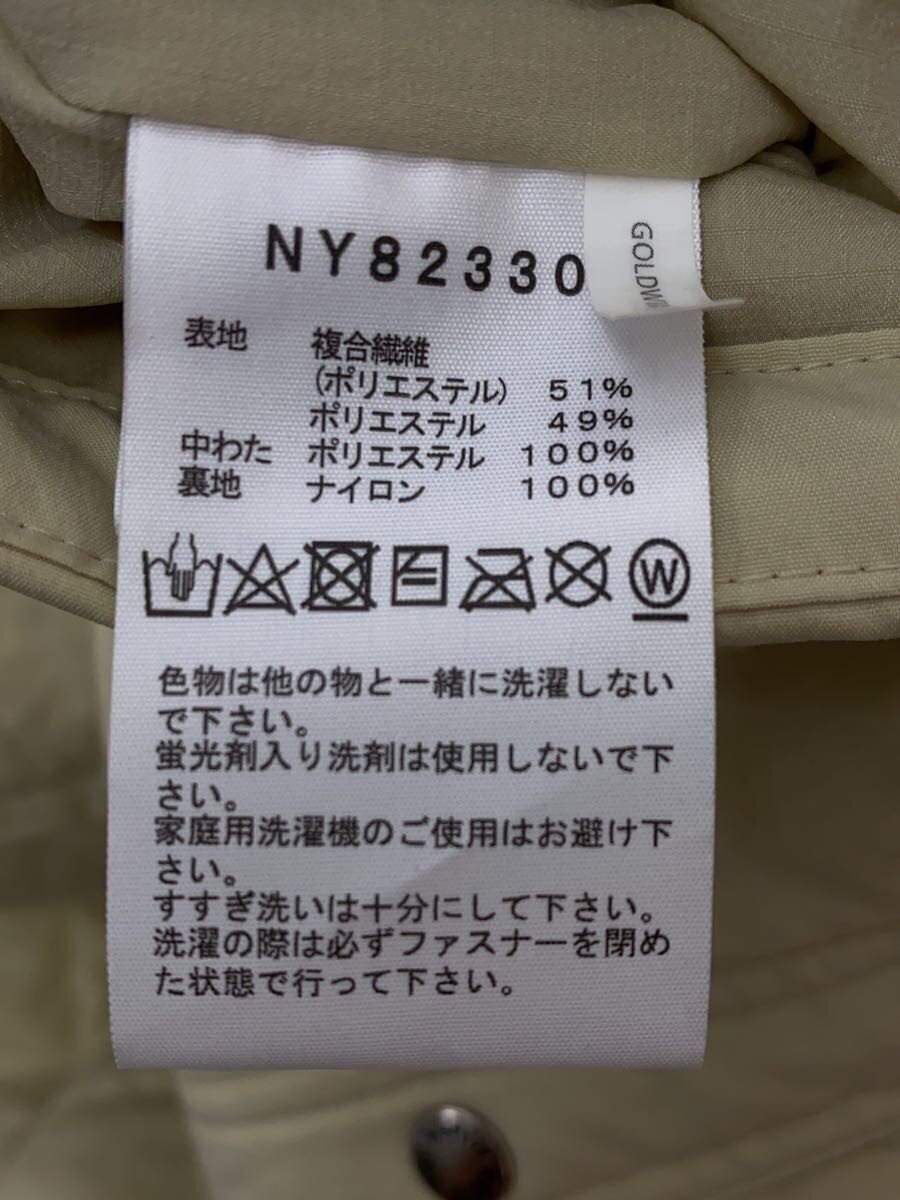 NY82330
GOLDWI
表地 複合繊維
(ポリエステル) 51%
ポリエステル 49%
中わた ポリエステル 100%
裏地 ナイロン 100%
W
色物は他の物と一緒に洗濯しない
で下さい。
蛍光剤入り洗剤は使用しないで下
さい。
家庭用洗濯機のご使用はお避け下
さい。
すすぎ洗いは十分にして下さい。
洗濯の際は必ずファスナーを閉め
た状態で行って下さい。